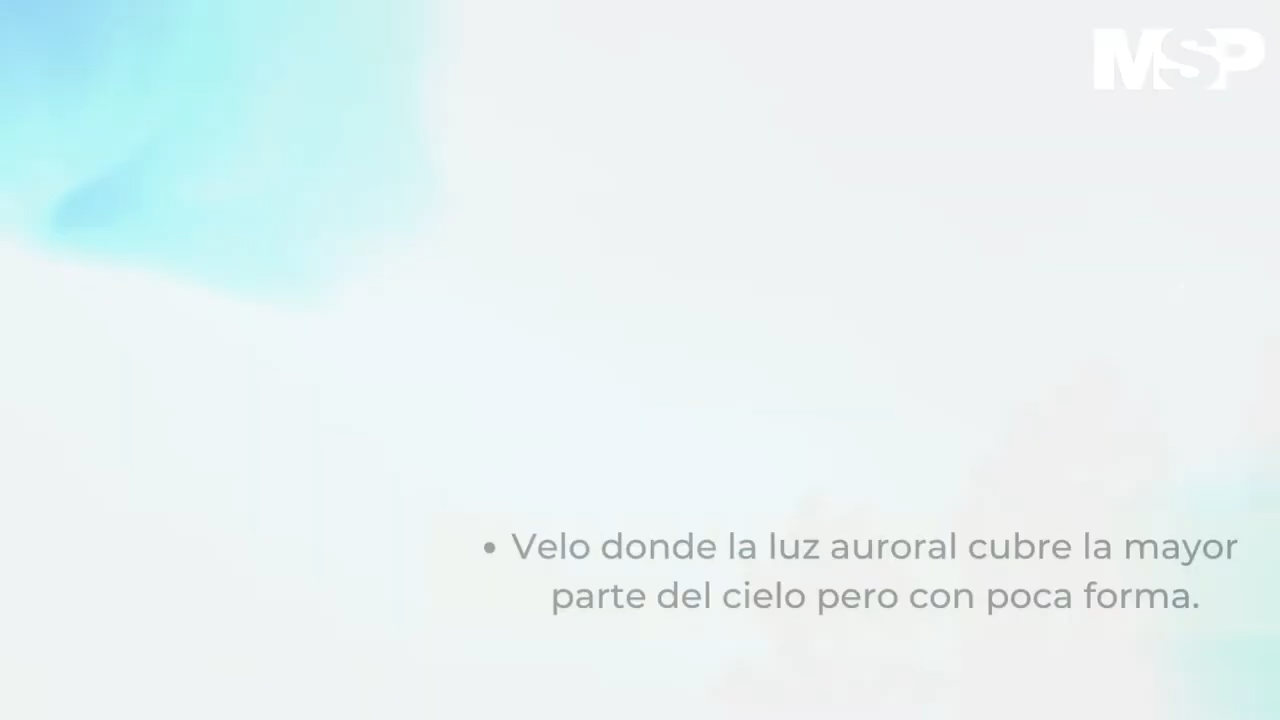 MSP
• Velo donde la luz auroral cubre la mayor
parte del cielo pero con poca forma.